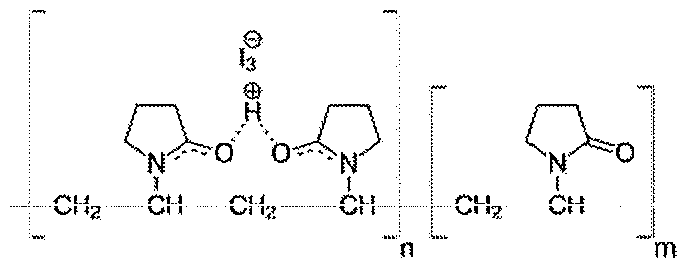 ⊖
I₃
⊕
H
O O O
N N N
CH₂ CH CH₂ CH CH₂ CH
n m